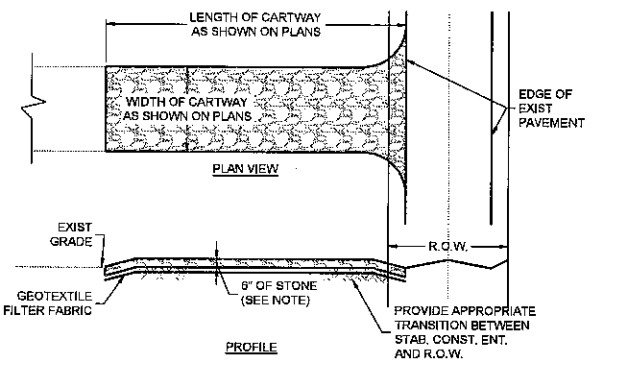 LENGTH OF CARTWAY
AS SHOWN ON PLANS
WIDTH OF CARTWAY
AS SHOWN ON PLANS
EDGE OF
EXIST
PAVEMENT
PLAN VIEW
EXIST
GRADE
R.O.W.
GEOTEXTILE
FILTER FABRIC
6" OF STONE
(SEE NOTE)
PROVIDE APPROPRIATE
TRANSITION BETWEEN
STAB. CONST. ENT.
AND R.O.W.
PROFILE